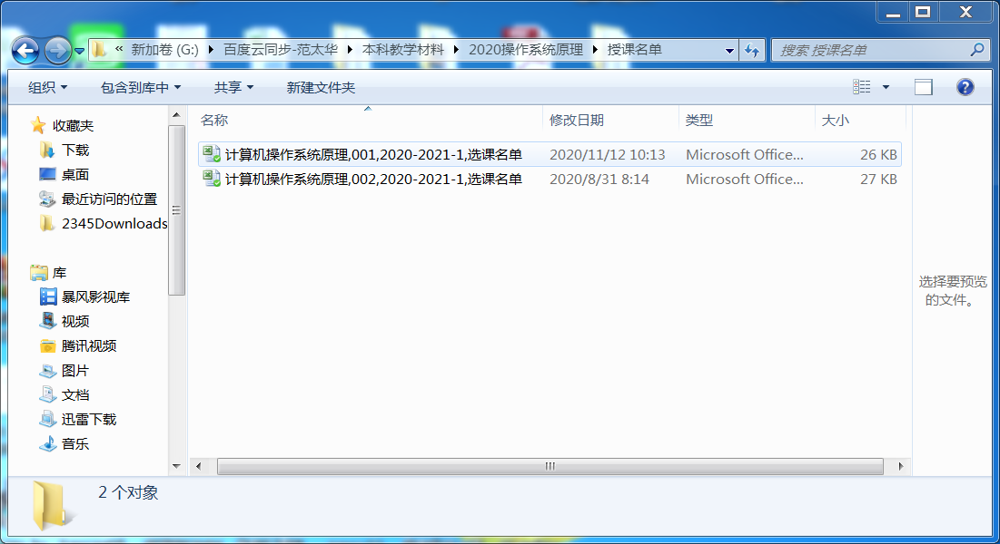 « 新加卷 (G:) 百度云同步-范太华 本科教学材料 2020操作系统原理 授课名单
搜索 授课名单
组织 包含到库中 共享 新建文件夹
收藏夹
下载
桌面
最近访问的位置
2345Downloads
库
暴风影视库
视频
腾讯视频
图片
文档
迅雷下载
音乐
名称 修改日期 类型 大小
计算机操作系统原理,001,2020-2021-1,选课名单 2020/11/12 10:13 Microsoft Office... 26 KB
计算机操作系统原理,002,2020-2021-1,选课名单 2020/8/31 8:14 Microsoft Office... 27 KB
选择要预览
的文件。
2 个对象